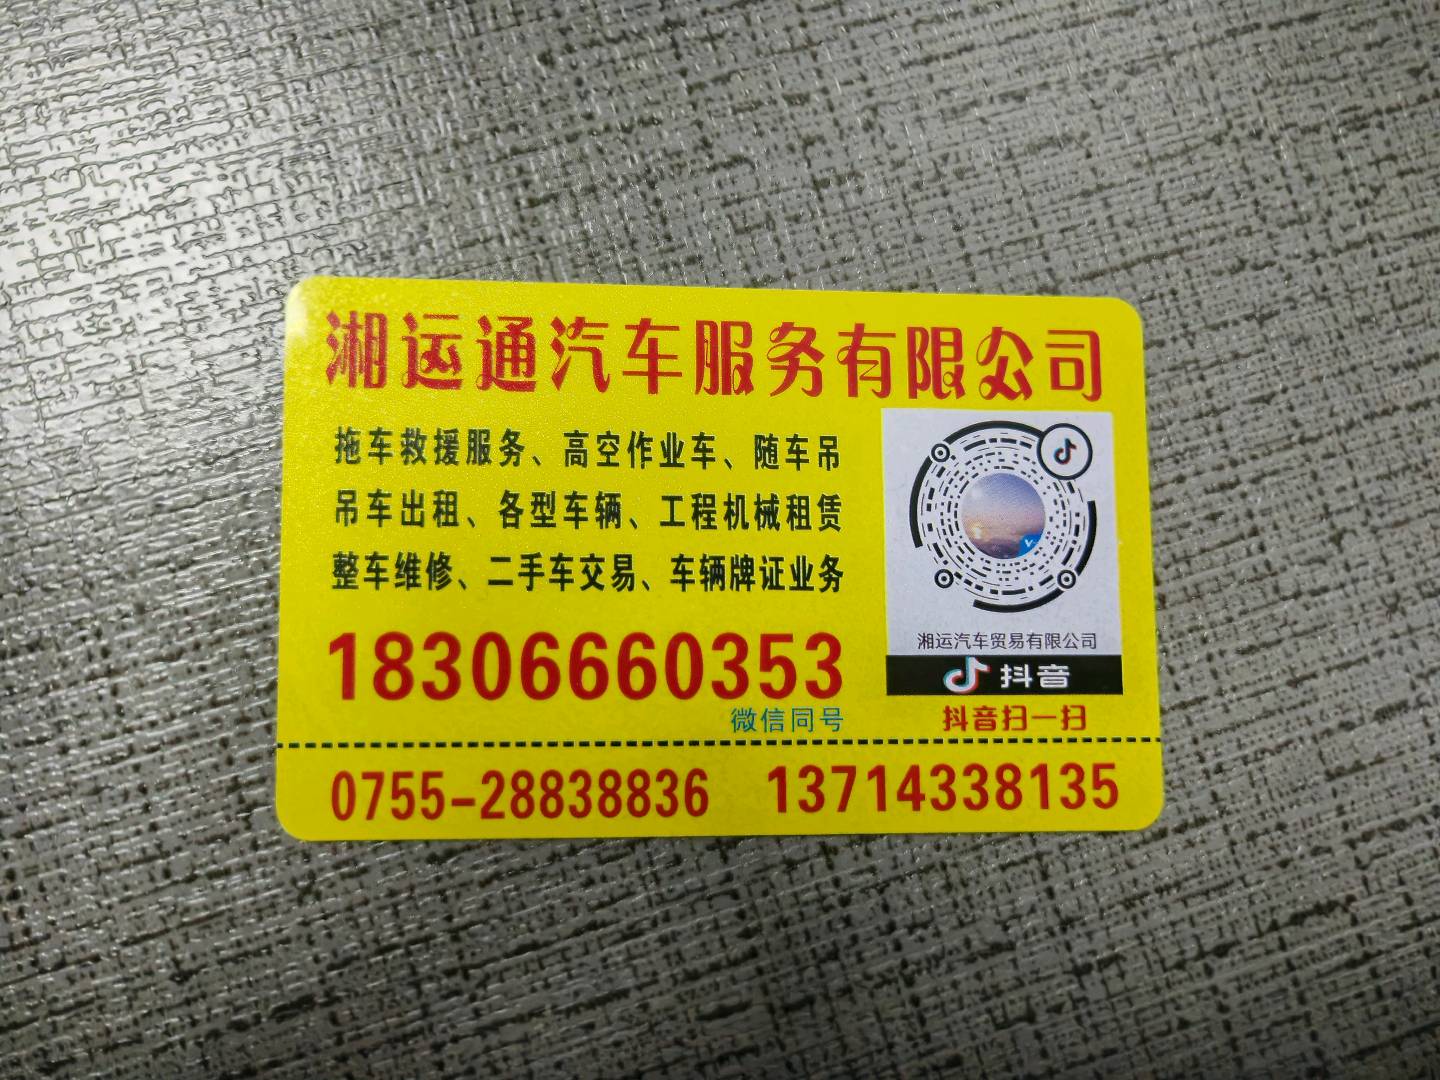 湘运通汽车服务有限公司
拖车救援服务、高空作业车、随车吊
吊车出租、各型车辆、工程机械租赁
整车维修、二手车交易、车辆牌证业务
18306660353
微信同号
湘运汽车贸易有限公司
抖音
抖音扫一扫
0755-28838836 13714338135